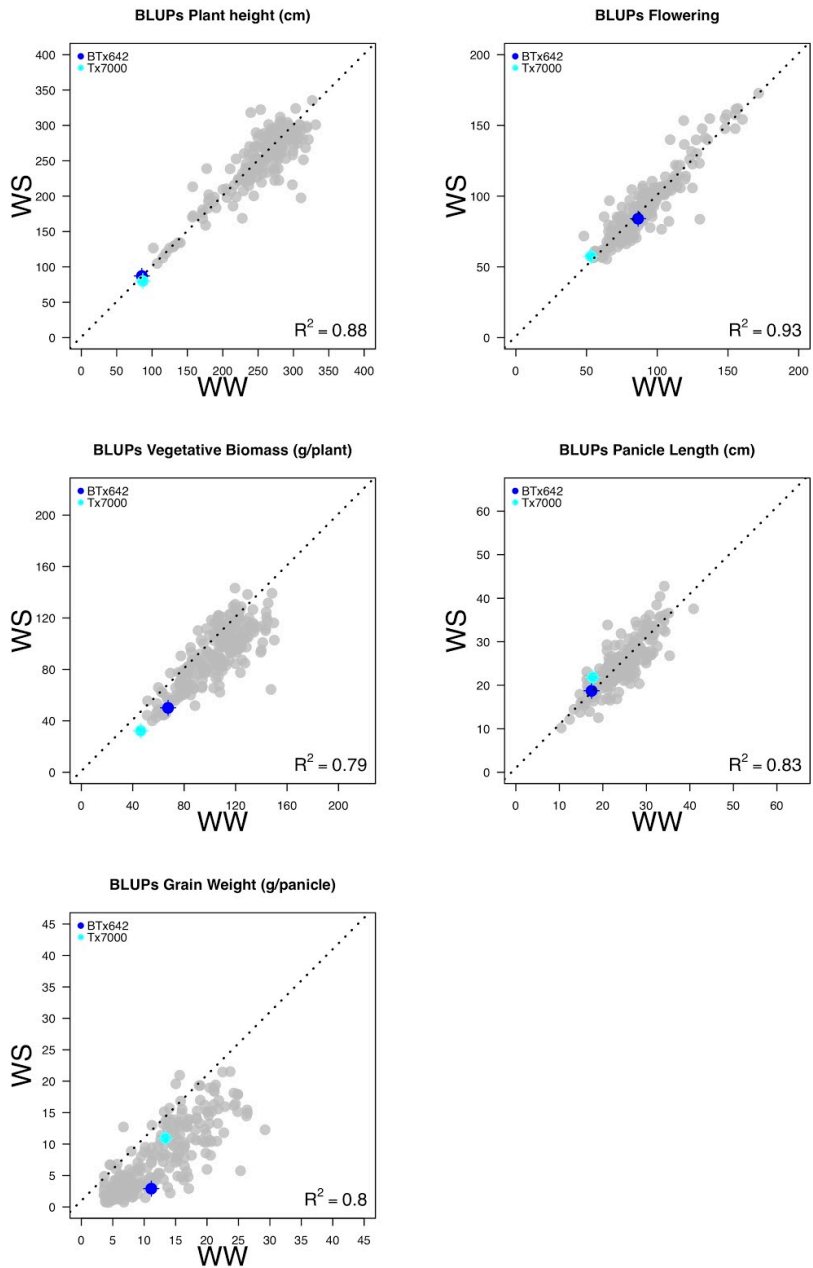 BLUPs Plant height (cm)
BTx642
Tx7000
400
350
300
250
200
150
100
50
0
WS
R² = 0.88
0 50 100 150 200 250 300 350 400
WW
BLUPs Flowering
BTx642
Tx7000
200
150
100
50
0
WS
R² = 0.93
0 50 100 150 200
WW
BLUPs Vegetative Biomass (g/plant)
BTx642
Tx7000
200
160
120
80
40
0
WS
R² = 0.79
0 40 80 120 160 200
WW
BLUPs Panicle Length (cm)
BTx642
Tx7000
60
50
40
30
20
10
0
WS
R² = 0.83
0 10 20 30 40 50 60
WW
BLUPs Grain Weight (g/panicle)
BTx642
Tx7000
45
40
35
30
25
20
15
10
5
0
WS
R² = 0.8
0 5 10 15 20 25 30 35 40 45
WW